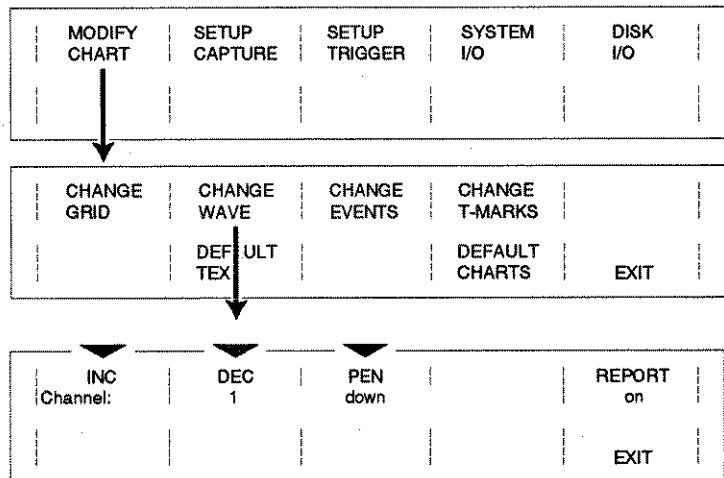 MODIFY SETUP SETUP SYSTEM DISK
CHART CAPTURE TRIGGER I/O I/O
CHANGE CHANGE CHANGE CHANGE
GRID WAVE EVENTS T-MARKS
DEFAULT DEFAULT
TEX CHARTS EXIT
INC DEC PEN REPORT
Channel: 1 down on
EXIT